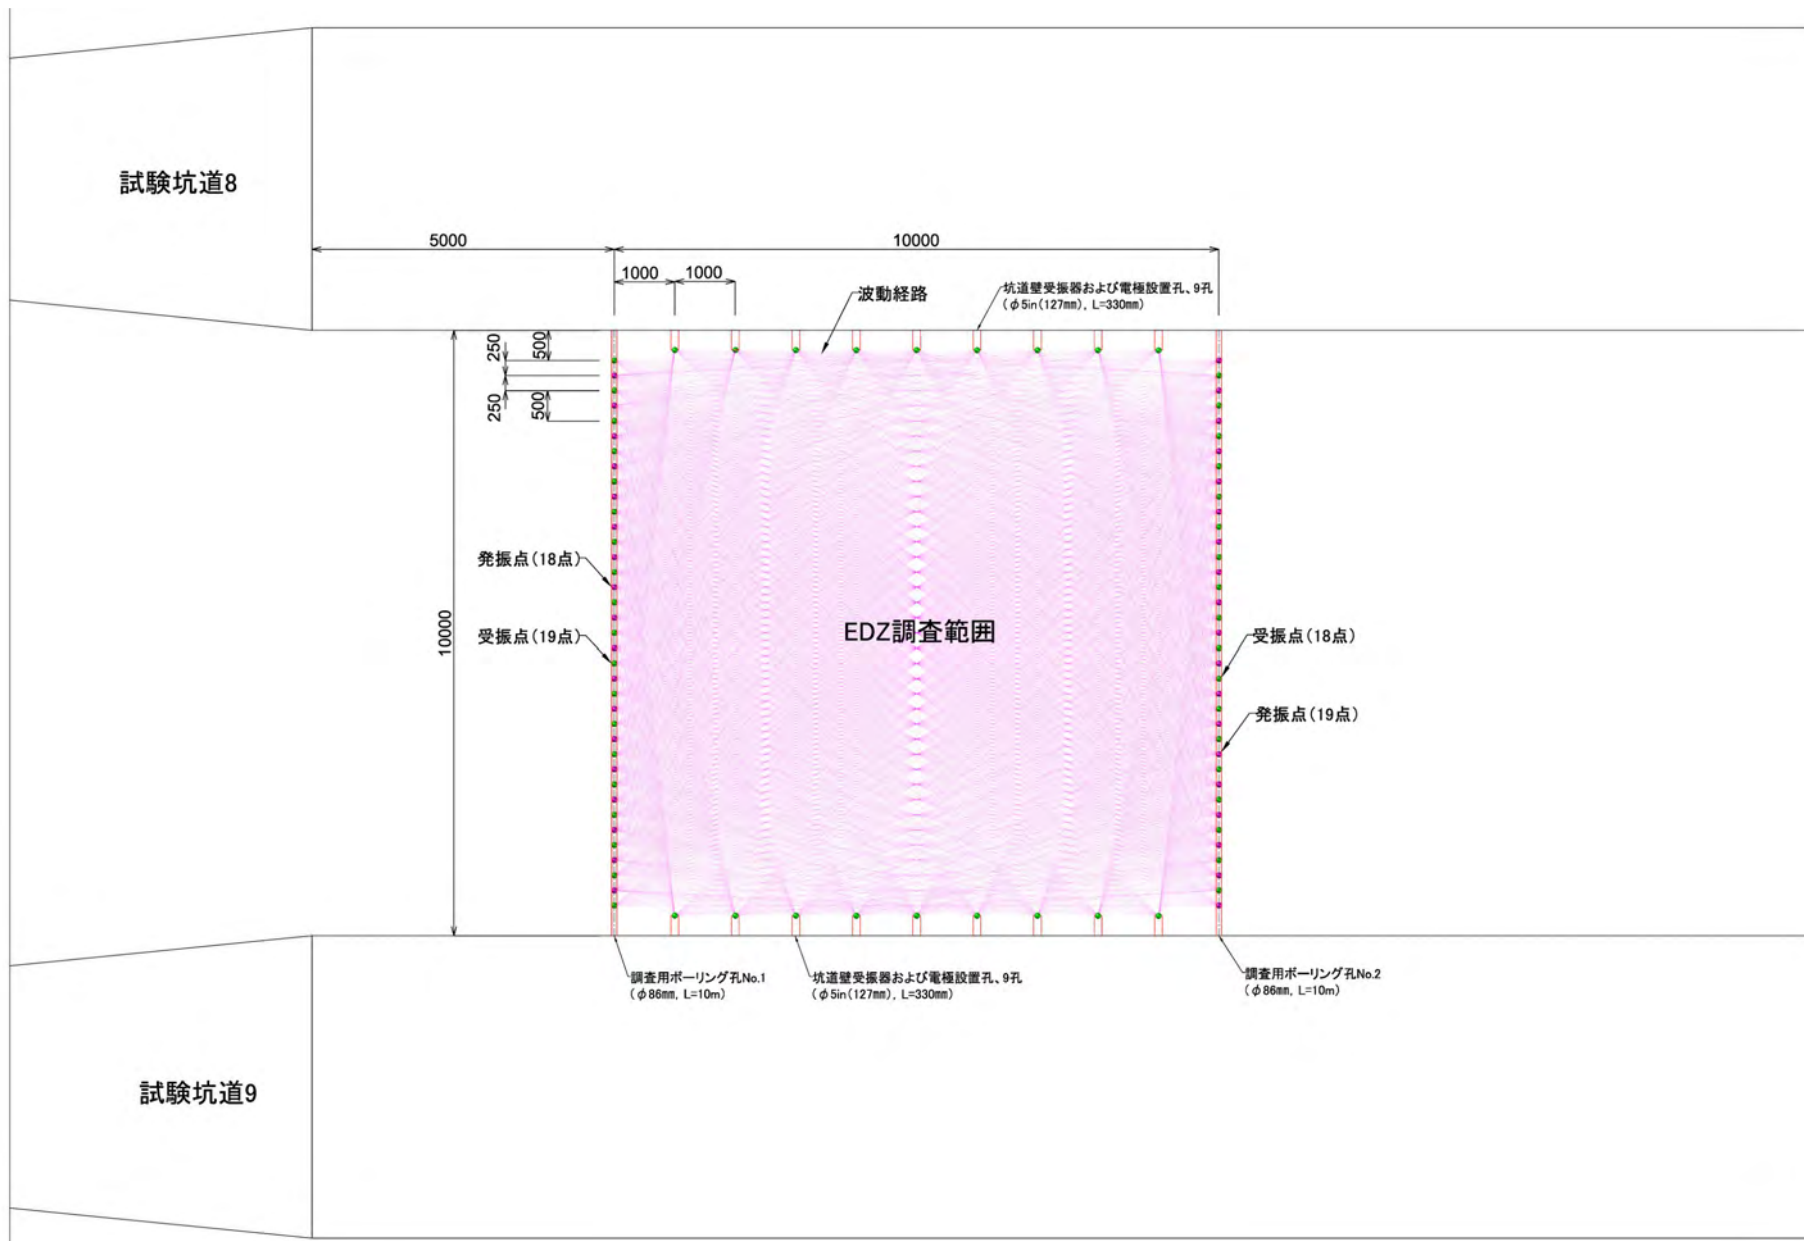 試験坑道8
5000
10000
1000
1000
波動経路
坑道壁受振器および電極設置孔、9孔
(φ5in(127mm), L=330mm)
250
500
250
500
発振点(18点)
受振点(19点)
10000
EDZ調査範囲
受振点(18点)
発振点(19点)
調査用ボーリング孔No.1
(φ86mm, L=10m)
坑道壁受振器および電極設置孔、9孔
(φ5in(127mm), L=330mm)
調査用ボーリング孔No.2
(φ86mm, L=10m)
試験坑道9